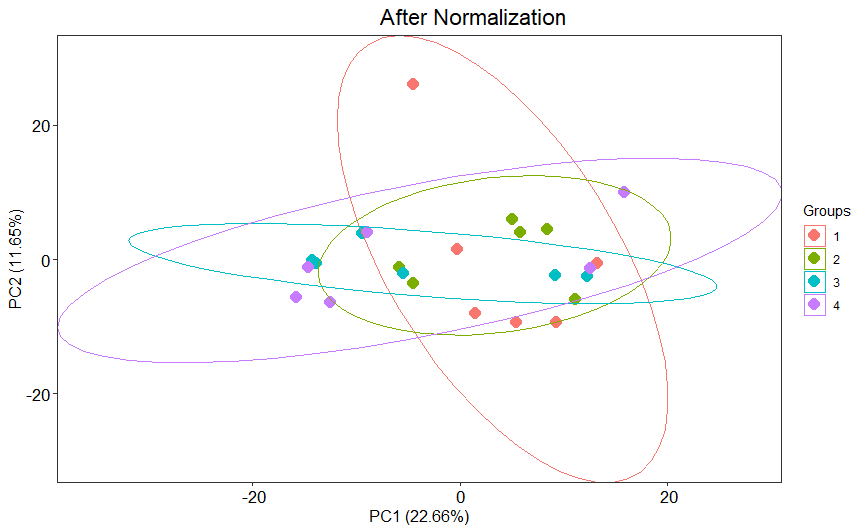 After Normalization
PC2 (11.65%)
20
0
-20
-20
0
20
PC1 (22.66%)
Groups
1
2
3
4